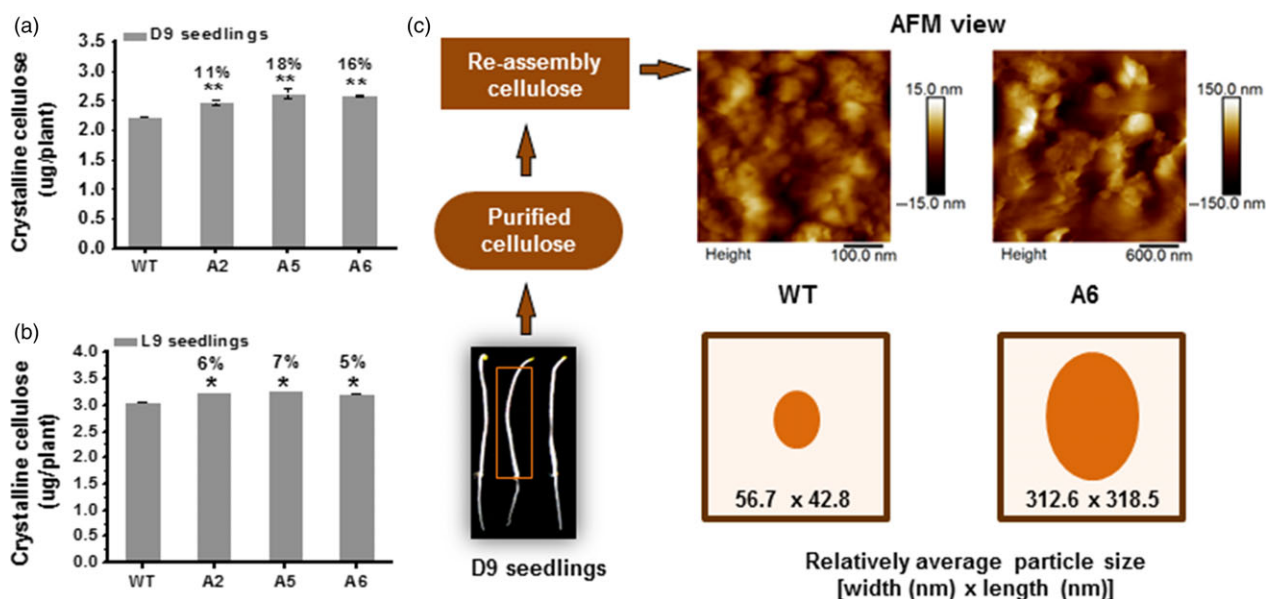 (a)
D9 seedlings
Crystalline cellulose
(ug/plant)
3.5
3.0
2.5
2.0
1.5
1.0
0.5
0.0
11%
**
18%
**
16%
**
WT
A2
A5
A6
(b)
L9 seedlings
Crystalline cellulose
(ug/plant)
4.0
3.5
3.0
2.5
2.0
1.5
1.0
0.5
0.0
6%
*
7%
*
5%
*
WT
A2
A5
A6
(c)
Re-assembly
cellulose
Purified
cellulose
D9 seedlings
AFM view
15.0 nm
–15.0 nm
Height
100.0 nm
150.0 nm
–150.0 nm
Height
600.0 nm
WT
A6
56.7 x 42.8
312.6 x 318.5
Relatively average particle size
[width (nm) x length (nm)]